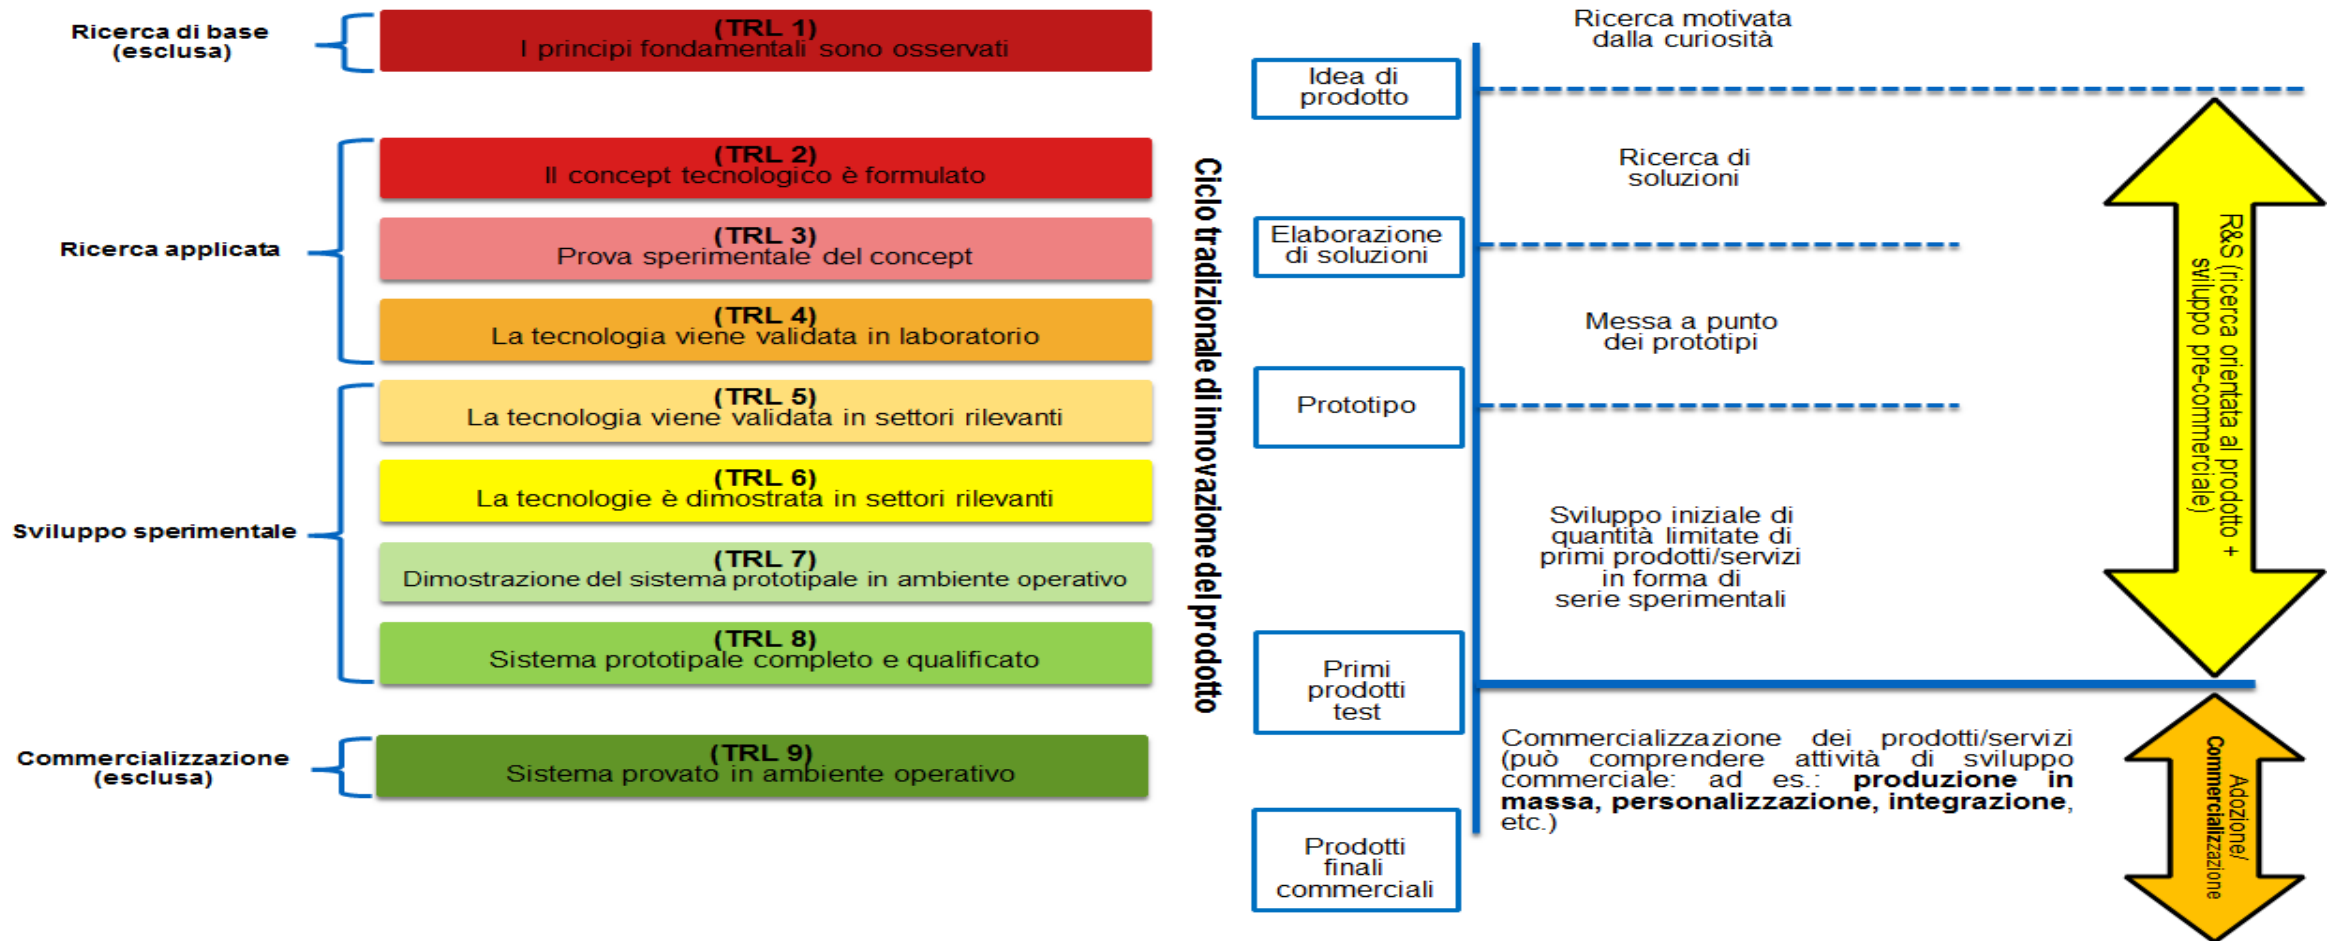 Ricerca di base
(esclusa)
(TRL 1)
I principi fondamentali sono osservati
Ricerca applicata
(TRL 2)
Il concept tecnologico è formulato
(TRL 3)
Prova sperimentale del concept
(TRL 4)
La tecnologia viene validata in laboratorio
Sviluppo sperimentale
(TRL 5)
La tecnologia viene validata in settori rilevanti
(TRL 6)
La tecnologie è dimostrata in settori rilevanti
(TRL 7)
Dimostrazione del sistema prototipale in ambiente operativo
(TRL 8)
Sistema prototipale completo e qualificato
Commercializzazione
(esclusa)
(TRL 9)
Sistema provato in ambiente operativo
Ciclo tradizionale di innovazione del prodotto
Idea di
prodotto
Elaborazione
di soluzioni
Prototipo
Primi
prodotti
test
Prodotti
finali
commerciali
Ricerca motivata
dalla curiosità
Ricerca di
soluzioni
Messa a punto
dei prototipi
Sviluppo iniziale di
quantità limitate di
primi prodotti/servizi
in forma di
serie sperimentali
Commercializzazione dei prodotti/servizi
(può comprendere attività di sviluppo
commerciale: ad es.: produzione in
massa, personalizzazione, integrazione,
etc.)
R&S (ricerca orientata al prodotto +
sviluppo pre-commerciale)
Adozione/
Commercializzazione